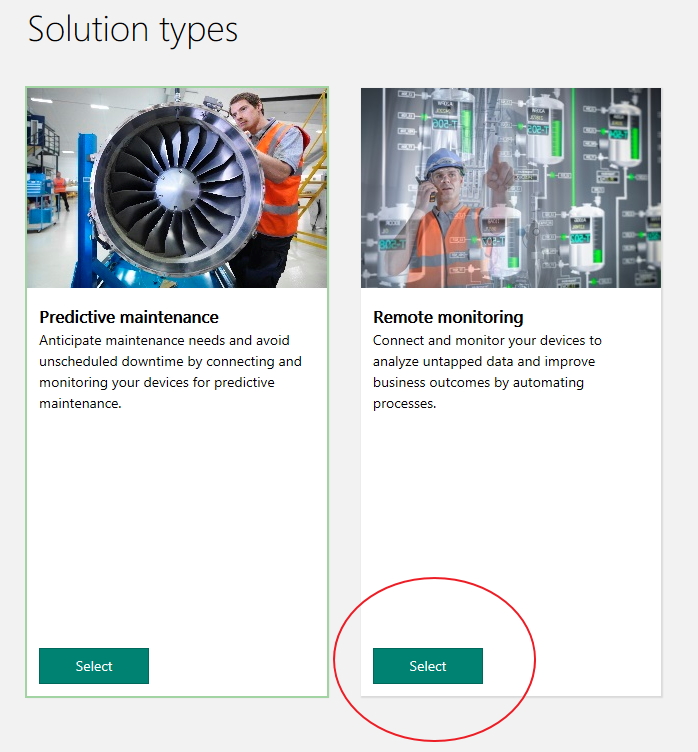 Solution types
Predictive maintenance
Anticipate maintenance needs and avoid
unscheduled downtime by connecting and
monitoring your devices for predictive
maintenance.
Select
Remote monitoring
Connect and monitor your devices to
analyze untapped data and improve
business outcomes by automating
processes.
Select